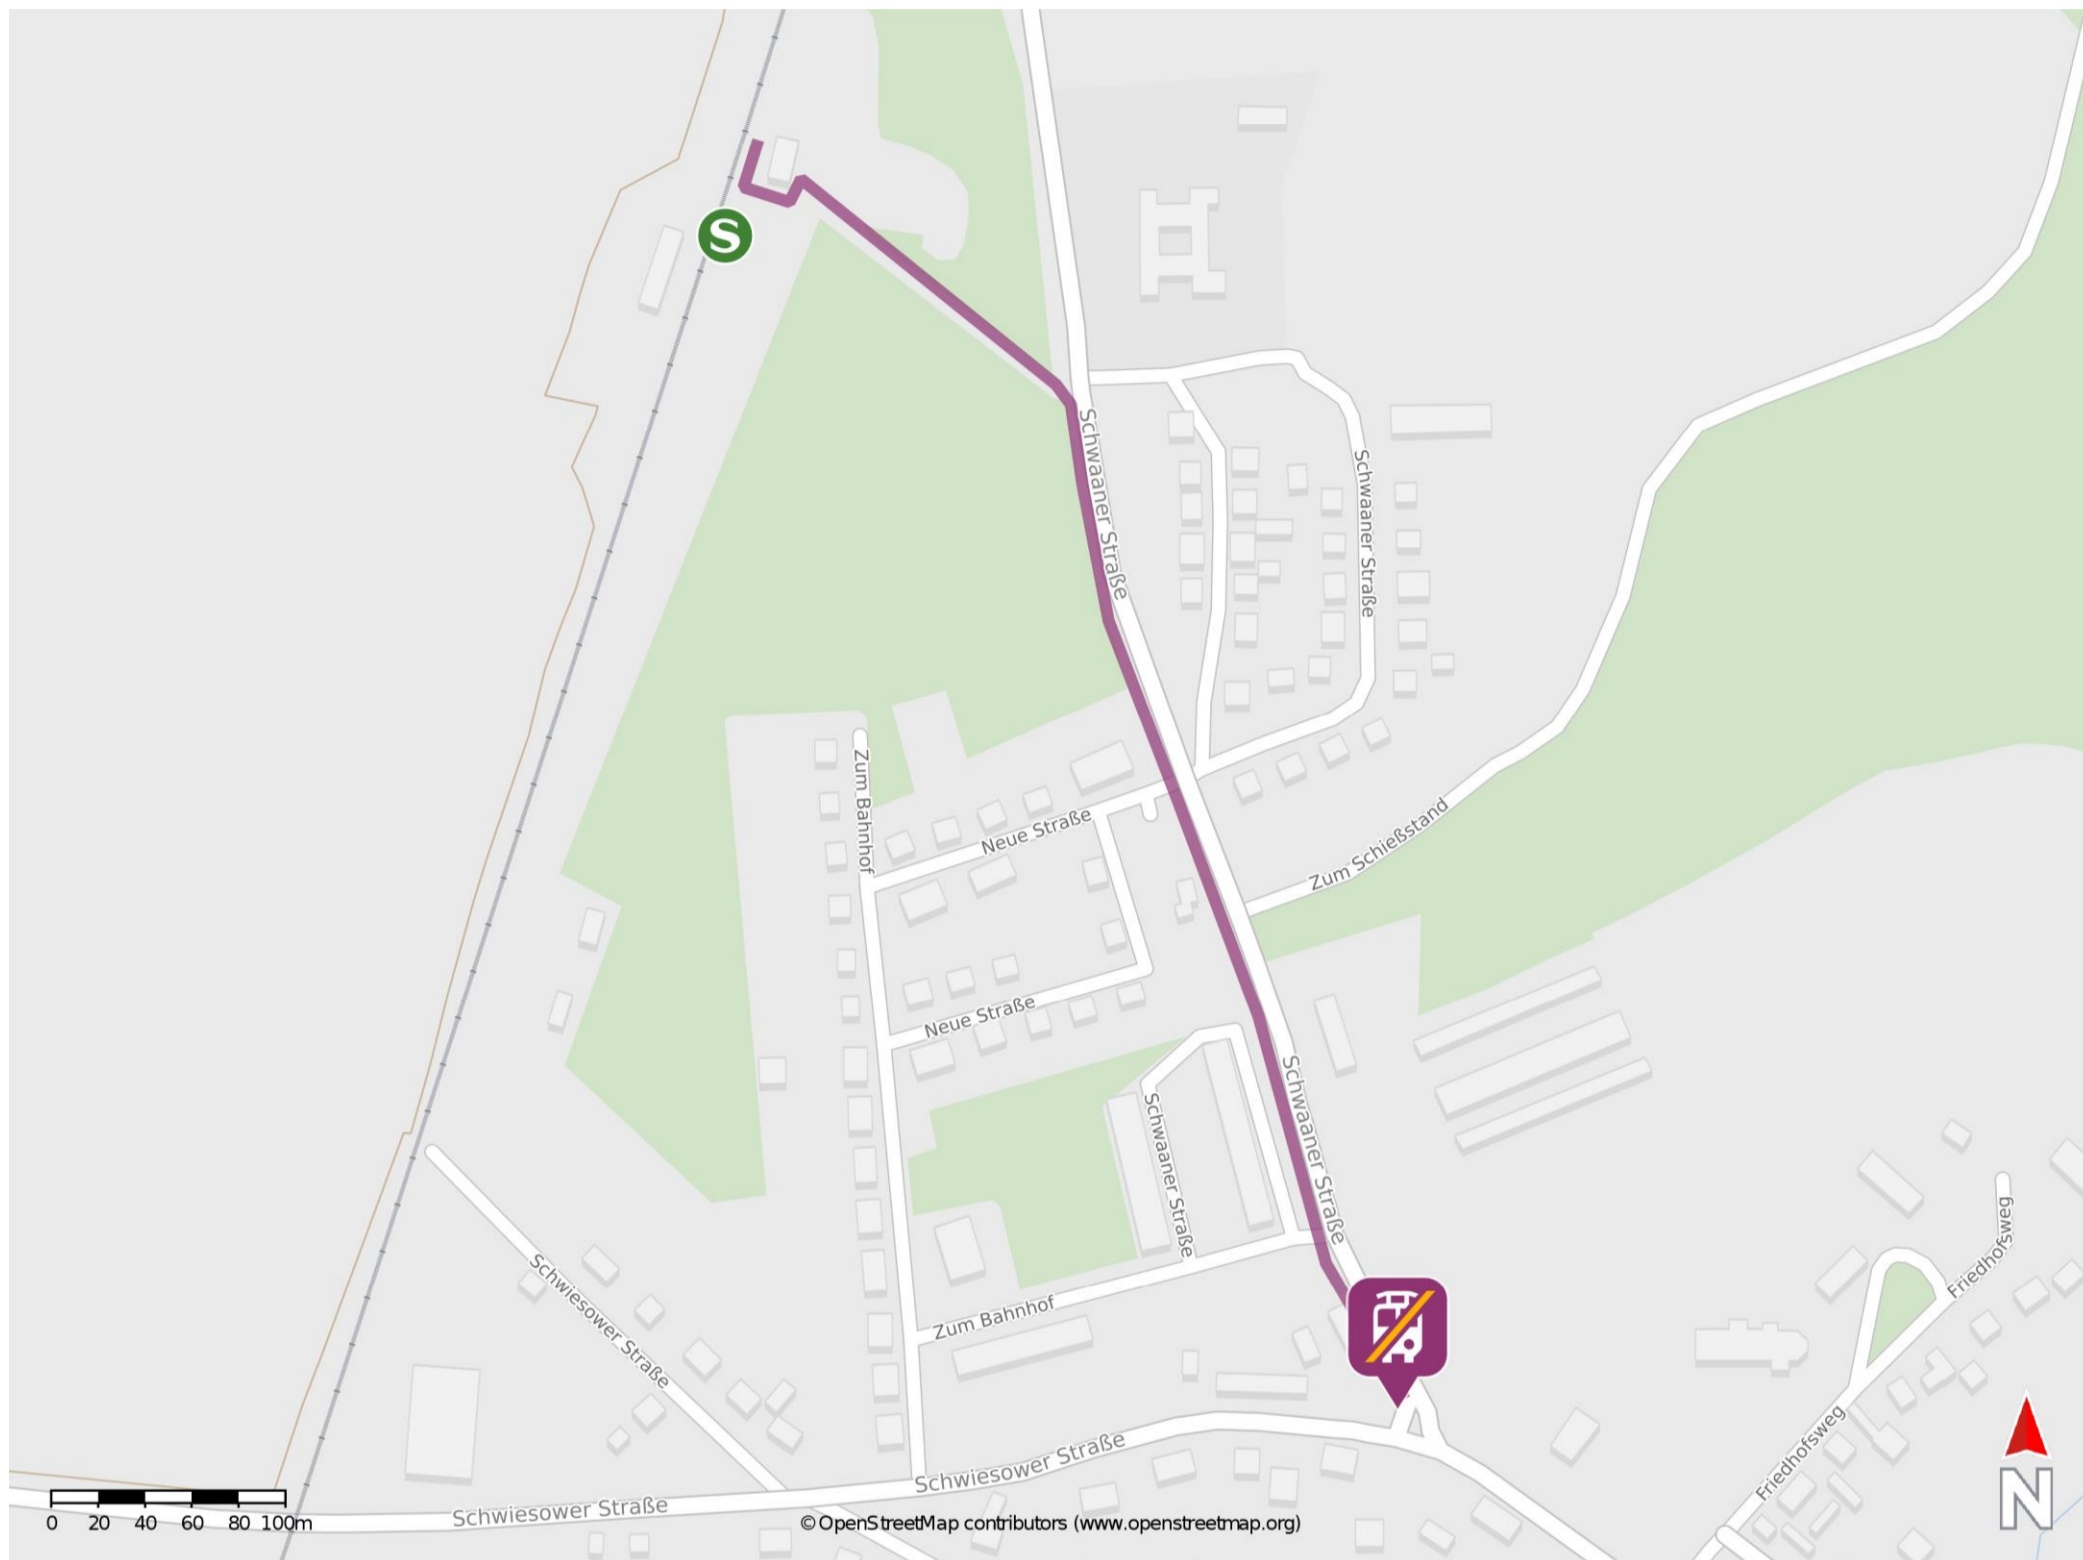 S
Schwaaner Straße
Schwaaner Straße
Zum Bahnhof
Neue Straße
Zum Schießstand
Neue Straße
Schwaaner Straße
Schwaaner Straße
Friedhofsweg
Schwiesower Straße
Zum Bahnhof
Friedhofsweg
Schwiesower Straße
Schwiesower Straße
N
0 20 40 60 80 100m
©OpenStreetMap contributors (www.openstreetmap.org)